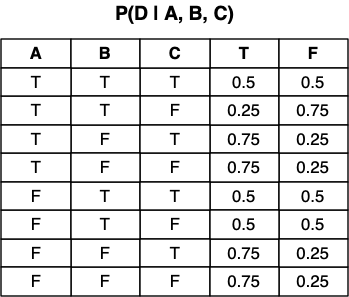 P(D | A, B, C)
A B C T F
T T T 0.5 0.5
T T F 0.25 0.75
T F T 0.75 0.25
T F F 0.75 0.25
F T T 0.5 0.5
F T F 0.5 0.5
F F T 0.75 0.25
F F F 0.75 0.25